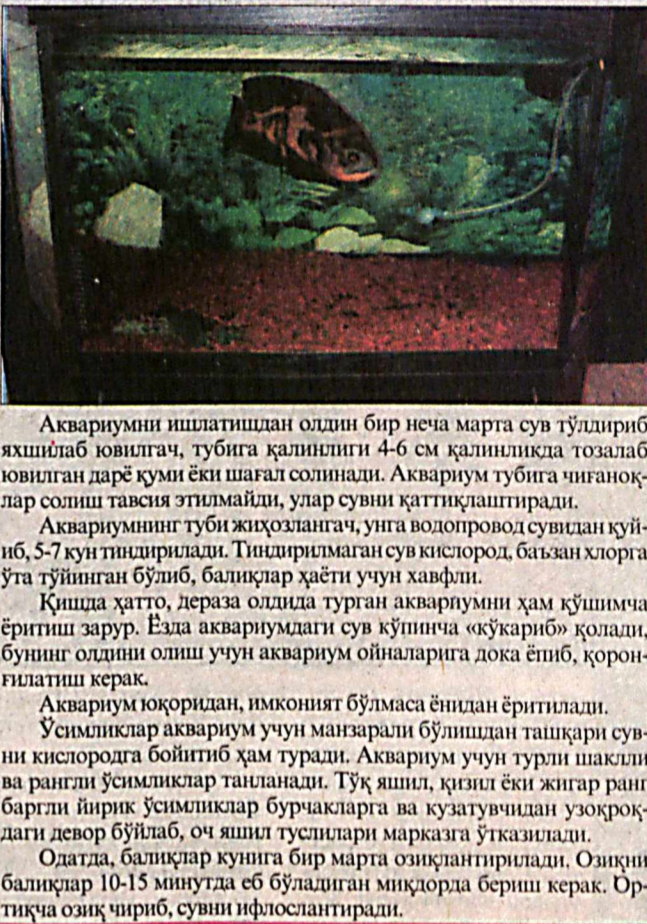 Аквариумни ишлатишдан олдин бир неча марта сув тўлдириб
яхшилаб ювилгач, тубига қалинлиги 4-6 см қалинликда тозалаб
ювилган дарё қуми ёки шағал солинади. Аквариум тубига чиғаноқ-
лар солиш тавсия этилмайди, улар сувни қаттиқлаштиради.
Аквариумнинг туби жиҳозлангач, унга водопровод сувидан қуй-
иб, 5-7 кун тиндирилади. Тиндирилмаган сув кислород, баъзан хлорга
ўта тўйинган бўлиб, балиқлар ҳаёти учун хавфли.
Қишда ҳатто, дераза олдида турган аквариумни ҳам қўшимча
ёритиш зарур. Ёзда аквариумдаги сув кўпинча «кўкариб» қолади,
бунинг олдини олиш учун аквариум ойналарига дока ёпиб, қорон-
ғилатиш керак.
Аквариум юқоридан, имконият бўлмаса ёнидан ёритилади.
Ўсимликлар аквариум учун манзарали бўлишдан ташқари сув-
ни кислородга бойитиб ҳам туради. Аквариум учун турли шаклли
ва рангли ўсимликлар танланади. Тўқ яшил, қизил ёки жигар ранг
баргли йирик ўсимликлар бурчакларга ва кузатувчидан узоқроқ-
даги девор бўйлаб, оч яшил туслилари марказга ўтказилади.
Одатда, балиқлар кунига бир марта озиқлантирилади. Озиқни
балиқлар 10-15 минутда еб бўладиган миқдорда бериш керак. Ор-
тиқча озиқ чириб, сувни ифлослантиради.